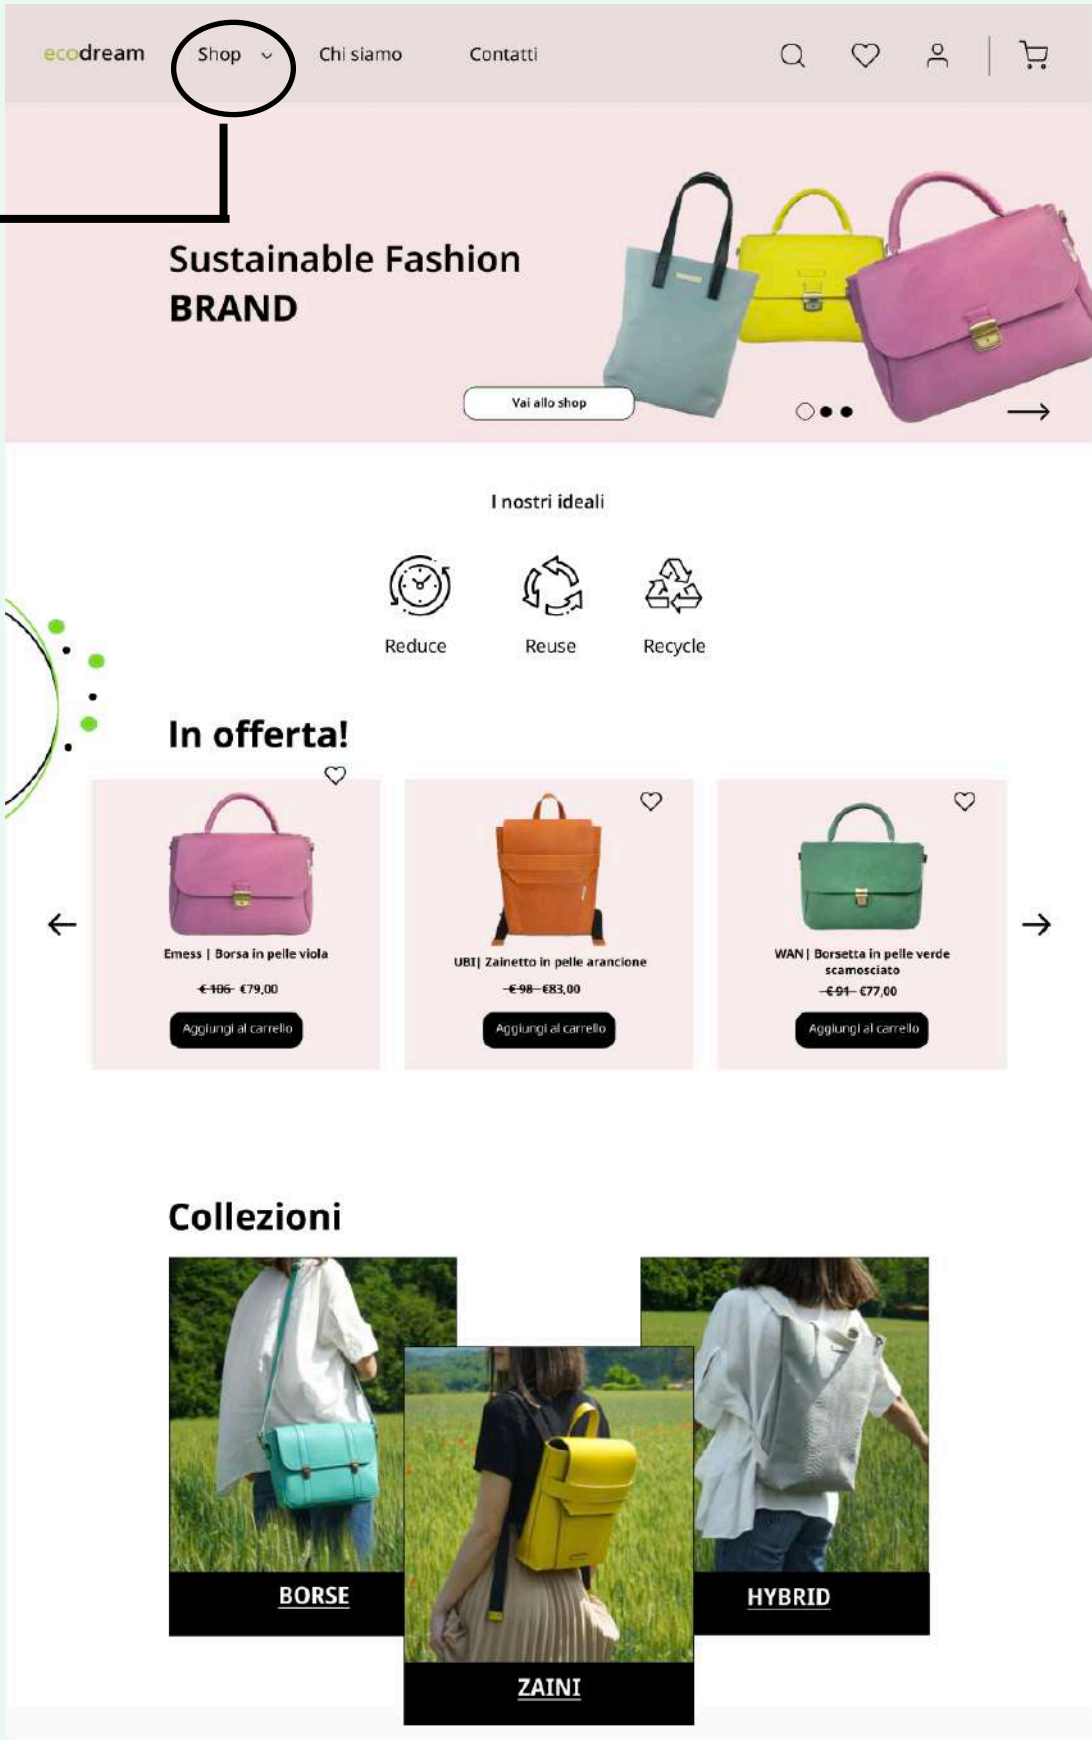 ecodream Shop Chi siamo Contatti
Sustainable Fashion
BRAND
Vai allo shop
I nostri ideali
Reduce Reuse Recycle
In offerta!
Emess | Borsa in pelle viola
€ 106 €79,00
Aggiungi al carrello
UBI| Zainetto in pelle arancione
€ 98 €83,00
Aggiungi al carrello
WAN| Borsetta in pelle verde
scamosciato
€ 91 €77,00
Aggiungi al carrello
Collezioni
BORSE
ZAINI
HYBRID